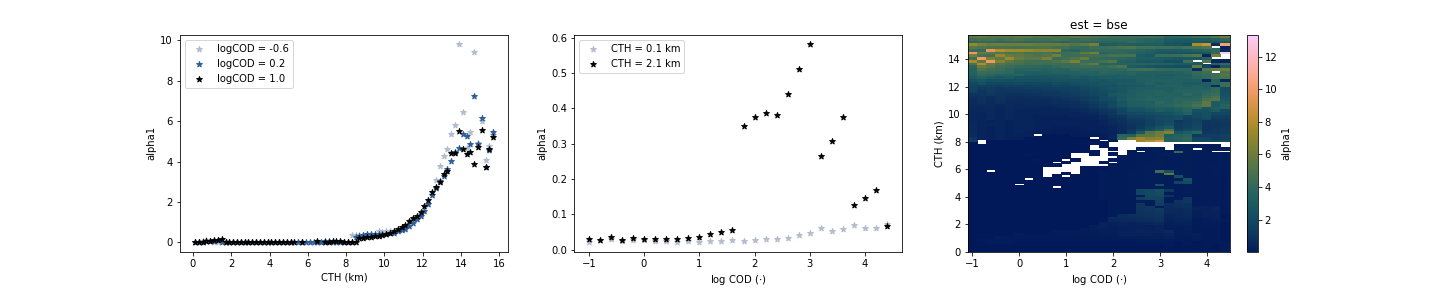 10
8
6
4
2
0
alpha1
logCOD = -0.6
logCOD = 0.2
logCOD = 1.0
0 2 4 6 8 10 12 14 16
CTH (km)
0.6
0.5
0.4
0.3
0.2
0.1
0.0
alpha1
CTH = 0.1 km
CTH = 2.1 km
−1 0 1 2 3 4
log COD (·)
est = bse
14
12
10
8
6
4
2
0
CTH (km)
−1 0 1 2 3 4
log COD (·)
12
10
8
6
4
2
alpha1